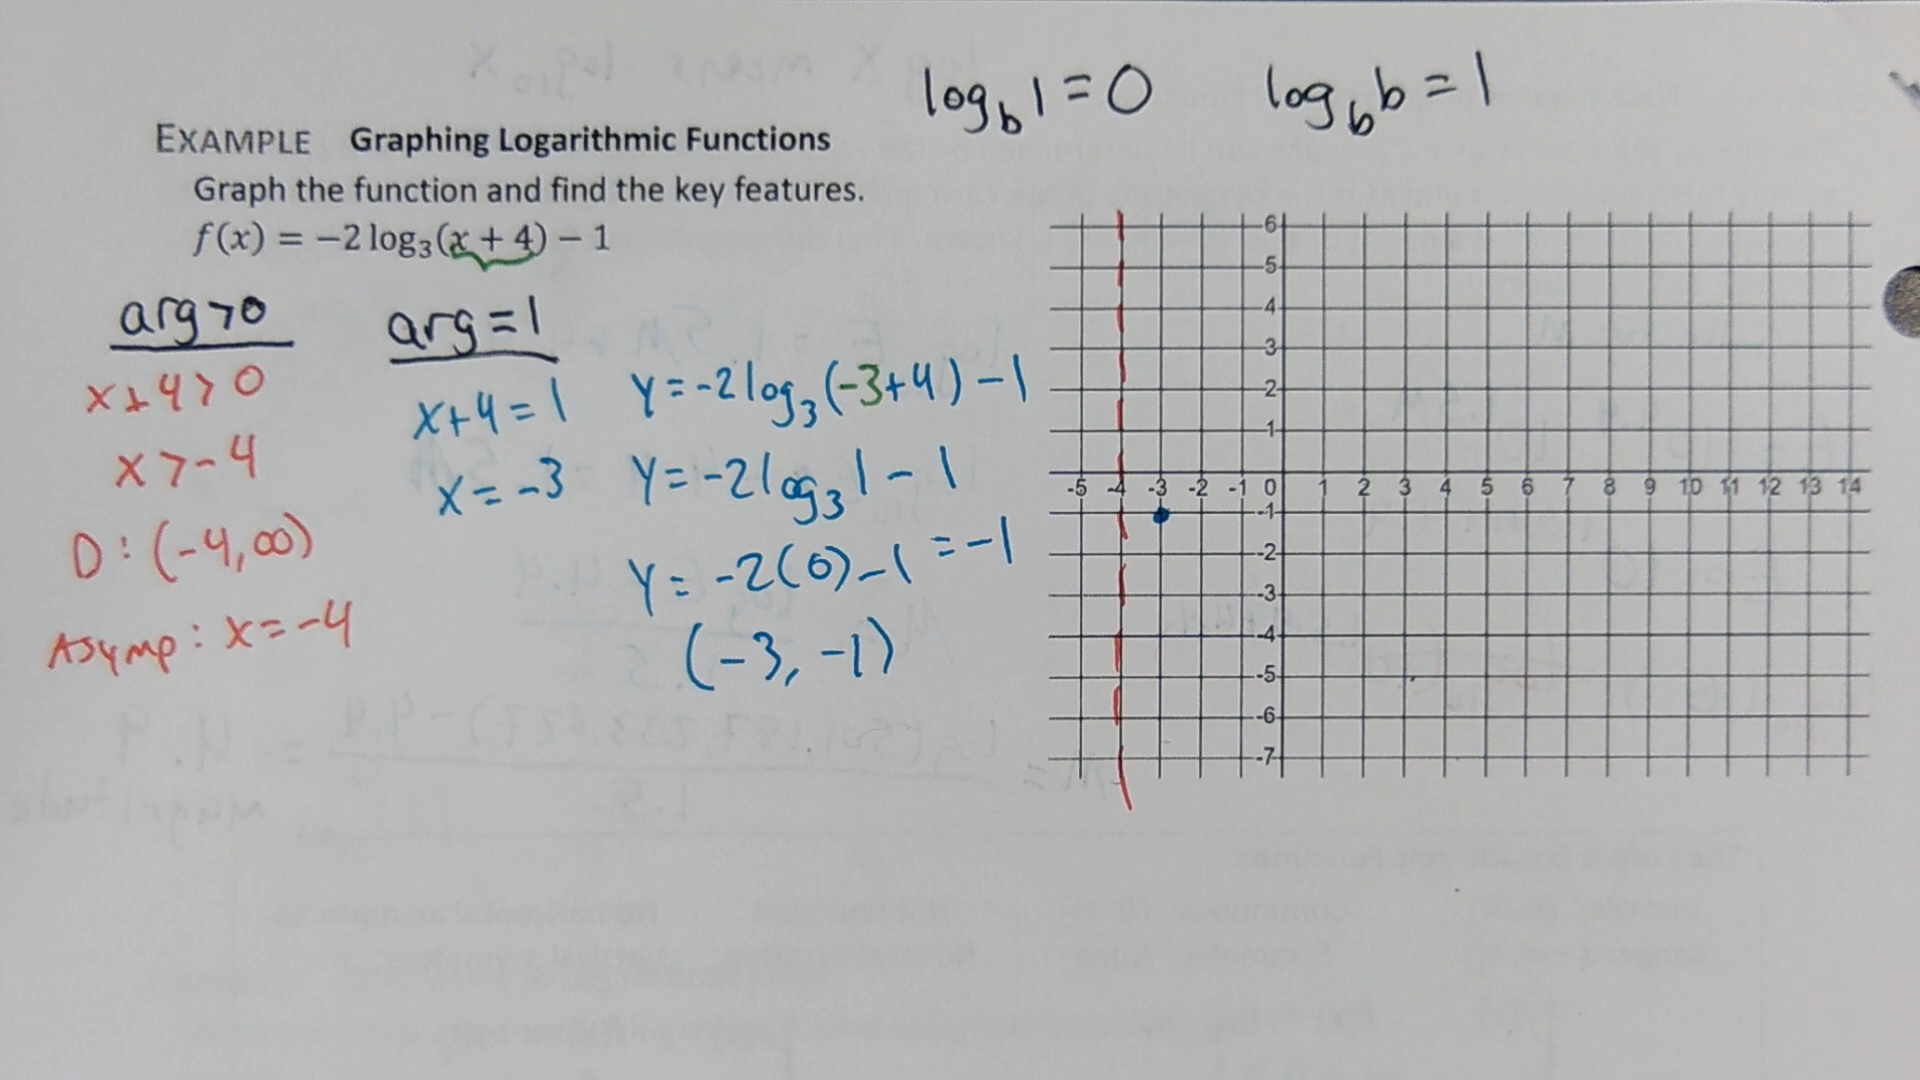 log_b 1 = 0 log_b b = 1
EXAMPLE Graphing Logarithmic Functions
Graph the function and find the key features.
f(x) = −2 log₃(x + 4) − 1
arg > 0
x + 4 > 0
x > -4
D : (-4, ∞)
Asymp : x = -4
arg = 1
x + 4 = 1
x = -3
y = -2 log₃ (-3+4) - 1
y = -2 log₃ 1 - 1
y = -2(0) - 1 = -1
(-3, -1)
6
5
4
3
2
1
-5 -4 -3 -2 -1 0 1 2 3 4 5 6 7 8 9 10 11 12 13 14
-1
-2
-3
-4
-5
-6
-7